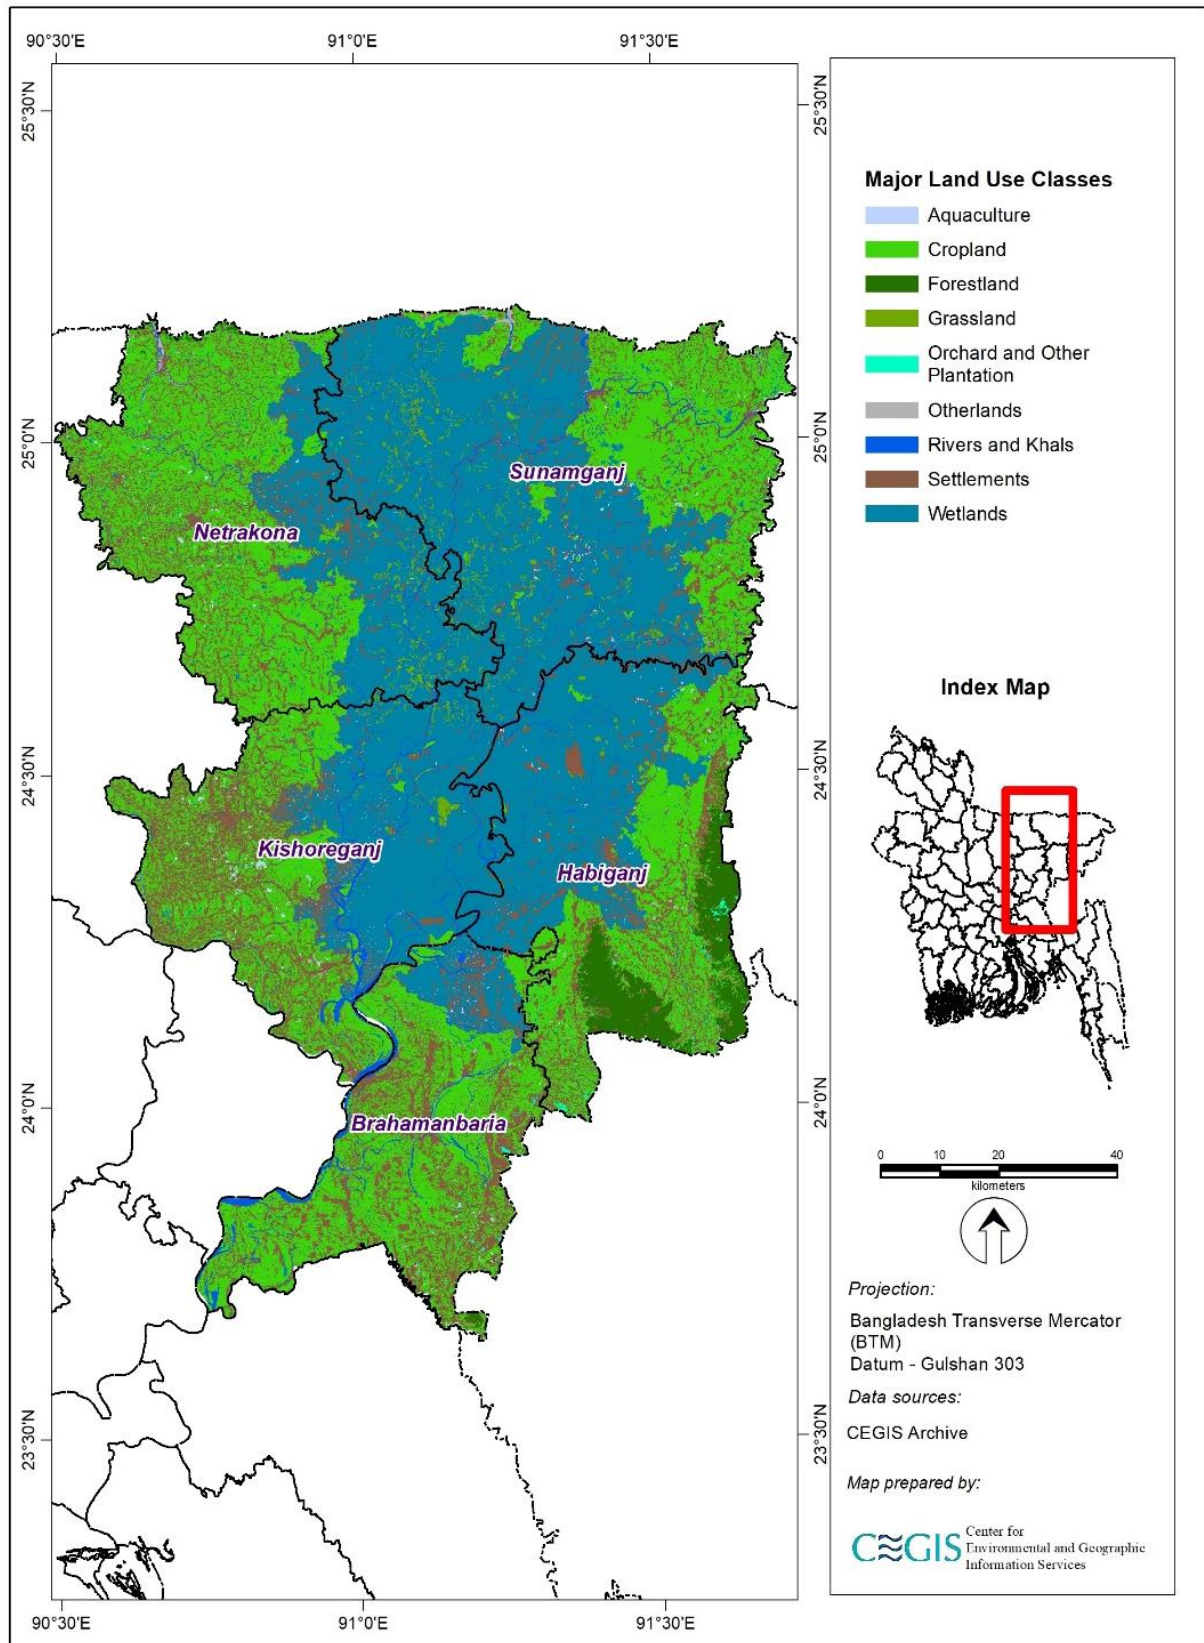 90°30'E 91°0'E 91°30'E
25°30'N 25°30'N
Major Land Use Classes
Aquaculture
Cropland
Forestland
Grassland
Orchard and Other
Plantation
Otherlands
Rivers and Khals
Settlements
Wetlands
25°0'N 25°0'N
Sunamganj
Netrakona
Index Map
24°30'N 24°30'N
Kishoreganj
Habiganj
24°0'N 24°0'N
Brahamanbaria
0 10 20 40
kilometers
Projection:
Bangladesh Transverse Mercator
(BTM)
Datum - Gulshan 303
Data sources:
CEGIS Archive
23°30'N 23°30'N
Map prepared by:
CEGIS
Center for
Environmental and Geographic
Information Services
90°30'E 91°0'E 91°30'E